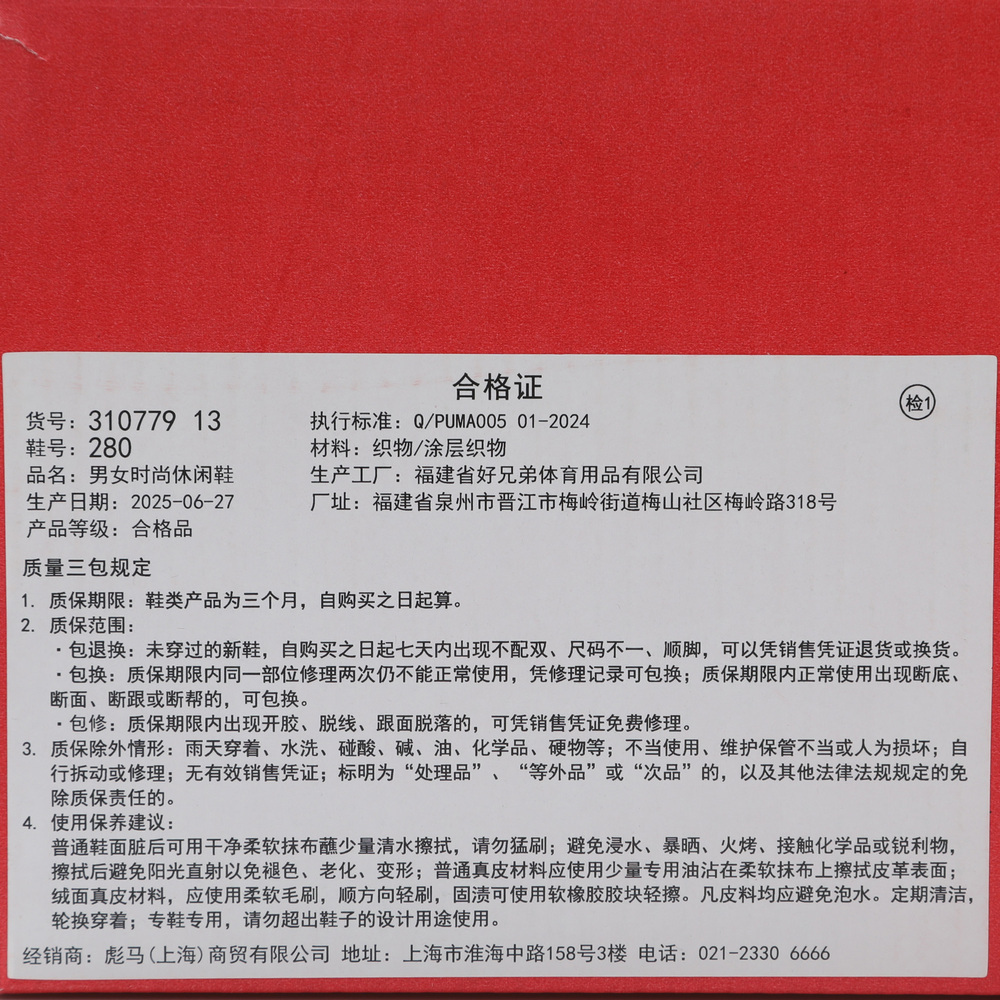 合格证
检1
货号：310779 13
执行标准：Q/PUMA005 01-2024
鞋号：280
材料：织物/涂层织物
品名：男女时尚休闲鞋
生产工厂：福建省好兄弟体育用品有限公司
生产日期：2025-06-27
厂址：福建省泉州市晋江市梅岭街道梅山社区梅岭路318号
产品等级：合格品
质量三包规定
1. 质保期限：鞋类产品为三个月，自购买之日起算。
2. 质保范围：
·包退换：未穿过的新鞋，自购买之日起七天内出现不配双、尺码不一、顺脚，可以凭销售凭证退货或换货。
·包换：质保期限内同一部位修理两次仍不能正常使用，凭修理记录可包换；质保期限内正常使用出现断底、
断面、断跟或断帮的，可包换。
·包修：质保期限内出现开胶、脱线、跟面脱落的，可凭销售凭证免费修理。
3. 质保除外情形：雨天穿着、水洗、碰酸、碱、油、化学品、硬物等；不当使用、维护保管不当或人为损坏；自
行拆动或修理；无有效销售凭证；标明为“处理品”、“等外品”或“次品”的，以及其他法律法规规定的免
除质保责任的。
4. 使用保养建议：
普通鞋面脏后可用干净柔软抹布蘸少量清水擦拭，请勿猛刷；避免浸水、暴晒、火烤、接触化学品或锐利物，
擦拭后避免阳光直射以免褪色、老化、变形；普通真皮材料应使用少量专用油沾在柔软抹布上擦拭皮革表面；
绒面真皮材料，应使用柔软毛刷，顺方向轻刷，固渍可使用软橡胶胶块轻擦。凡皮料均应避免泡水。定期清洁，
轮换穿着；专鞋专用，请勿超出鞋子的设计用途使用。
经销商：彪马(上海)商贸有限公司 地址：上海市淮海中路158号3楼 电话：021-2330 6666